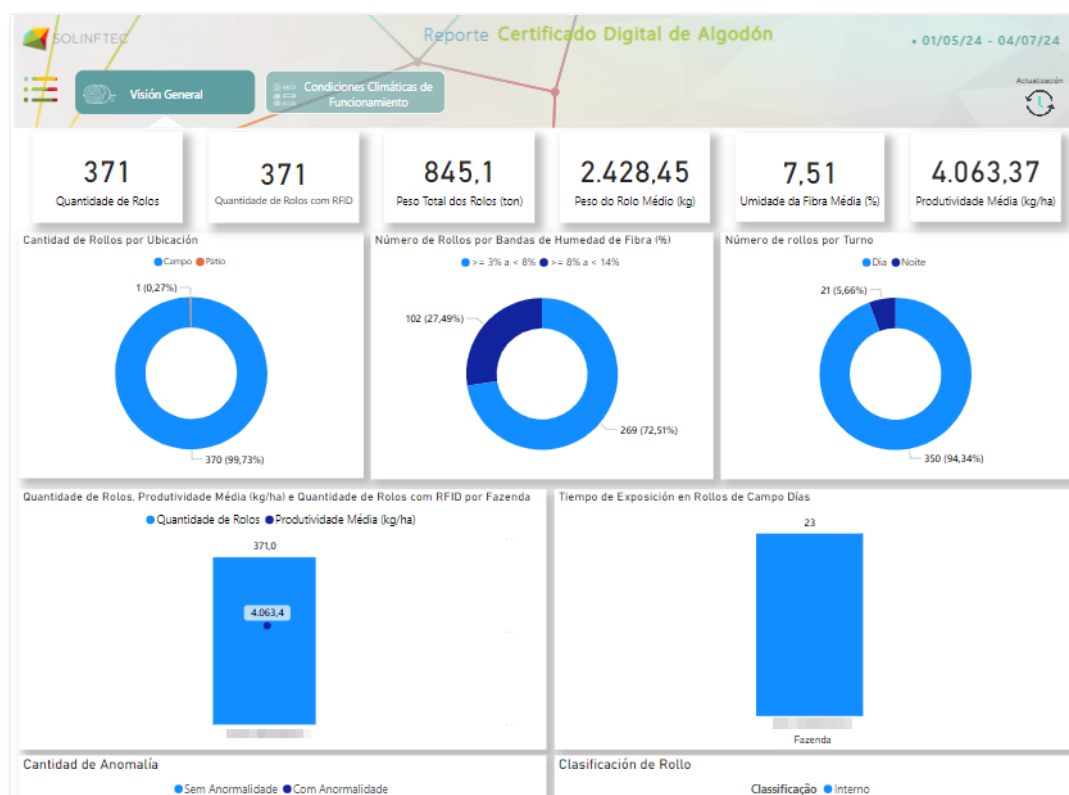 SOLINFTEC
Reporte Certificado Digital de Algodón
• 01/05/24 - 04/07/24
Visión General
Condiciones Climáticas de
Funcionamiento
Actualización
371
Quantidade de Rolos
371
Quantidade de Rolos com RFID
845,1
Peso Total dos Rolos (ton)
2.428,45
Peso do Rolo Médio (kg)
7,51
Umidade da Fibra Média (%)
4.063,37
Produtividade Média (kg/ha)
Cantidad de Rollos por Ubicación
Campo Pátio
1 (0,27%)
370 (99,73%)
Número de Rollos por Bandas de Humedad de Fibra (%)
>= 3% a < 8% >= 8% a < 14%
102 (27,49%)
269 (72,51%)
Número de rollos por Turno
Dia Noite
21 (5,66%)
350 (94,34%)
Quantidade de Rolos, Produtividade Média (kg/ha) e Quantidade de Rolos com RFID por Fazenda
Quantidade de Rolos Produtividade Média (kg/ha)
371,0
4.063,4
Tiempo de Exposición en Rollos de Campo Días
23
Fazenda
Cantidad de Anomalía
Sem Anormalidade Com Anormalidade
Clasificación de Rollo
Classificação Interno